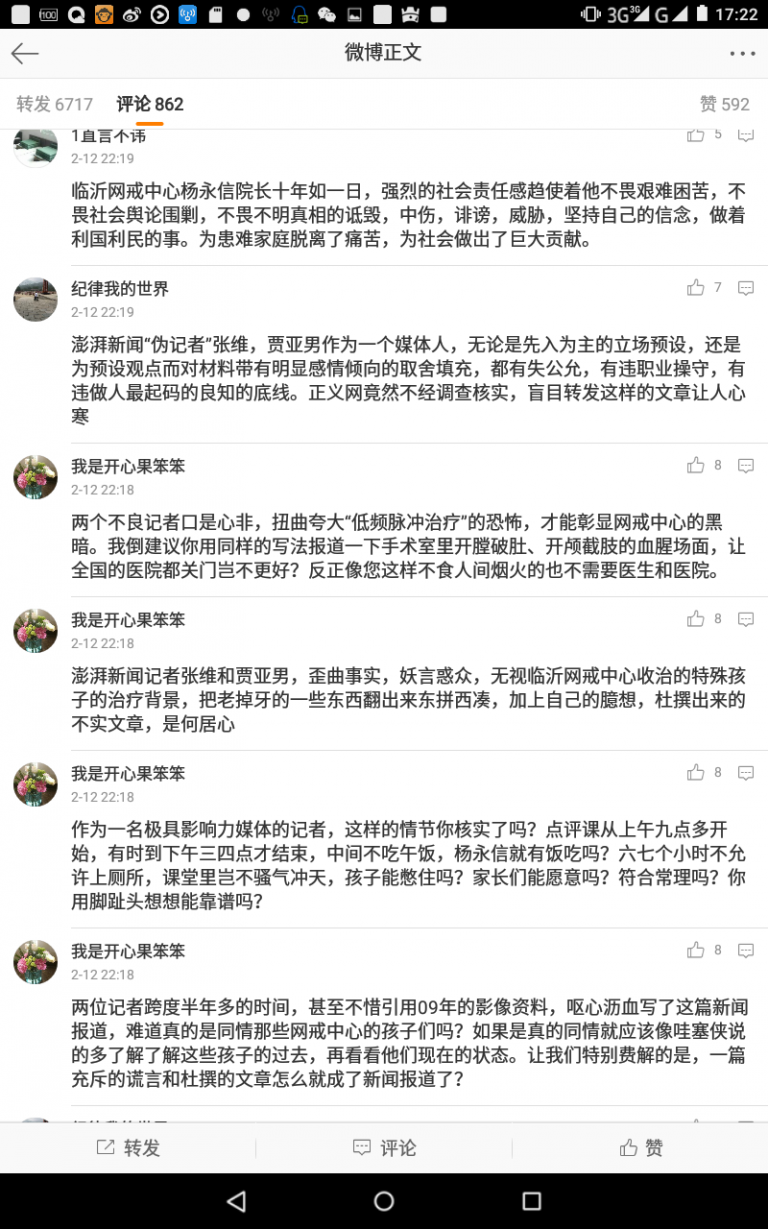 100
3G
3G
G
17:22
微博正文
转发 6717
评论 862
赞 592
1直言不讳
5
2-12 22:19
临沂网戒中心杨永信院长十年如一日，强烈的社会责任感趋使着他不畏艰难困苦，不
畏社会舆论围剿，不畏不明真相的诋毁，中伤，诽谤，威胁，坚持自己的信念，做着
利国利民的事。为患难家庭脱离了痛苦，为社会做岀了巨大贡献。
纪律我的世界
7
2-12 22:19
澎湃新闻“伪记者”张维，贾亚男作为一个媒体人，无论是先入为主的立场预设，还是
为预设观点而对材料带有明显感情倾向的取舍填充，都有失公允，有违职业操守，有
违做人最起码的良知的底线。正义网竟然不经调查核实，盲目转发这样的文章让人心
寒
我是开心果笨笨
8
2-12 22:18
两个不良记者口是心非，扭曲夸大“低频脉冲治疗”的恐怖，才能彰显网戒中心的黑
暗。我倒建议你用同样的写法报道一下手术室里开膛破肚、开颅截肢的血腥场面，让
全国的医院都关门岂不更好？反正像您这样不食人间烟火的也不需要医生和医院。
我是开心果笨笨
8
2-12 22:18
澎湃新闻记者张维和贾亚男，歪曲事实，妖言惑众，无视临沂网戒中心收治的特殊孩
子的治疗背景，把老掉牙的一些东西翻出来东拼西凑，加上自己的臆想，杜撰出来的
不实文章，是何居心
我是开心果笨笨
8
2-12 22:18
作为一名极具影响力媒体的记者，这样的情节你核实了吗？点评课从上午九点多开
始，有时到下午三四点才结束，中间不吃午饭，杨永信就有饭吃吗？六七个小时不允
许上厕所，课堂里岂不骚气冲天，孩子能憋住吗？家长们能愿意吗？符合常理吗？你
用脚趾头想想能靠谱吗？
我是开心果笨笨
8
2-12 22:18
两位记者跨度半年多的时间，甚至不惜引用09年的影像资料，呕心沥血写了这篇新闻
报道，难道真的是同情那些网戒中心的孩子们吗？如果是真的同情就应该像哇塞侠说
的多了解了解这些孩子的过去，再看看他们现在的状态。让我们特别费解的是，一篇
充斥的谎言和杜撰的文章怎么就成了新闻报道了？
转发
评论
赞